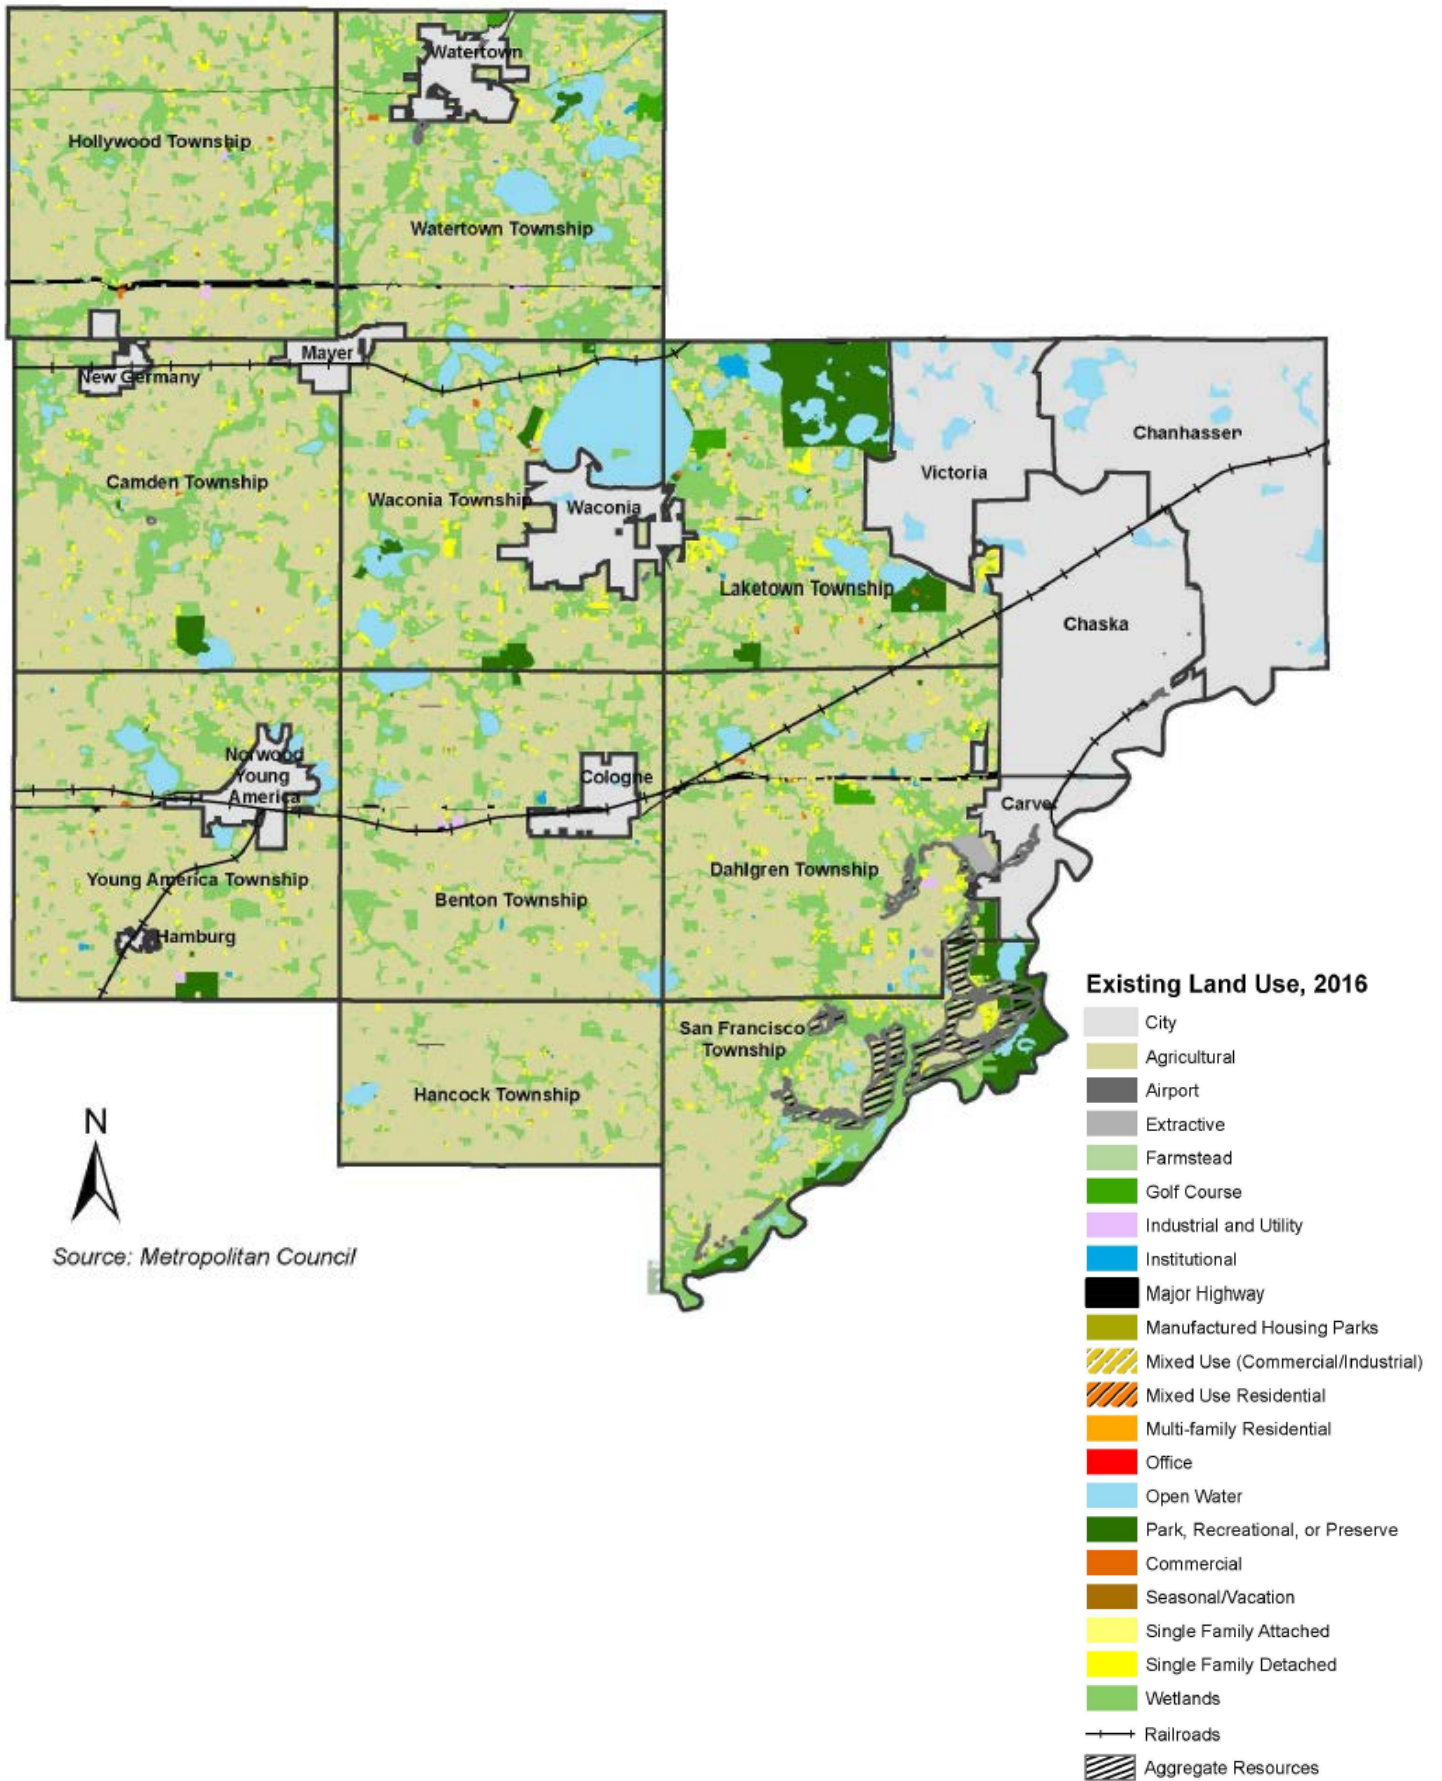 Watertown
Hollywood Township
Watertown Township
Mayer
New Germany
Chanhassen
Victoria
Camden Township
Waconia Township
Waconia
Laketown Township
Chaska
Norwood
Young
America
Cologne
Carver
Dahlgren Township
Young America Township
Benton Township
Hamburg
San Francisco
Township
Hancock Township
N
Source: Metropolitan Council
Existing Land Use, 2016
City
Agricultural
Airport
Extractive
Farmstead
Golf Course
Industrial and Utility
Institutional
Major Highway
Manufactured Housing Parks
Mixed Use (Commercial/Industrial)
Mixed Use Residential
Multi-family Residential
Office
Open Water
Park, Recreational, or Preserve
Commercial
Seasonal/Vacation
Single Family Attached
Single Family Detached
Wetlands
Railroads
Aggregate Resources